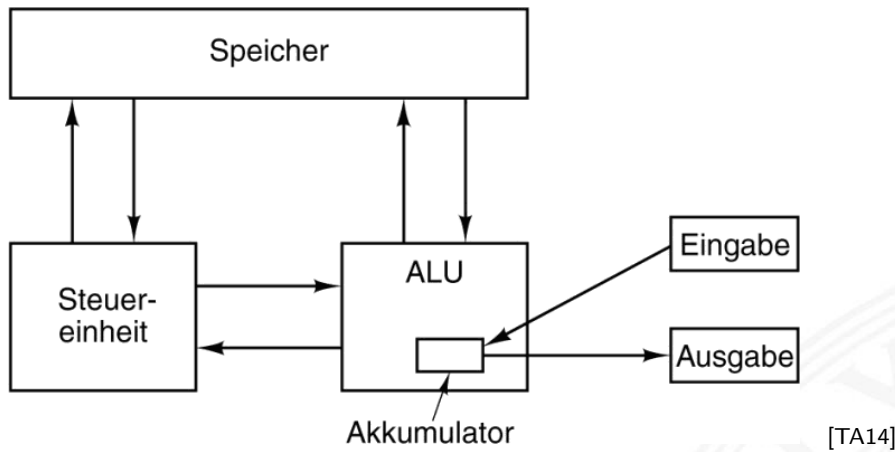 Speicher
Steuer-
einheit
ALU
Eingabe
Ausgabe
Akkumulator
[TA14]